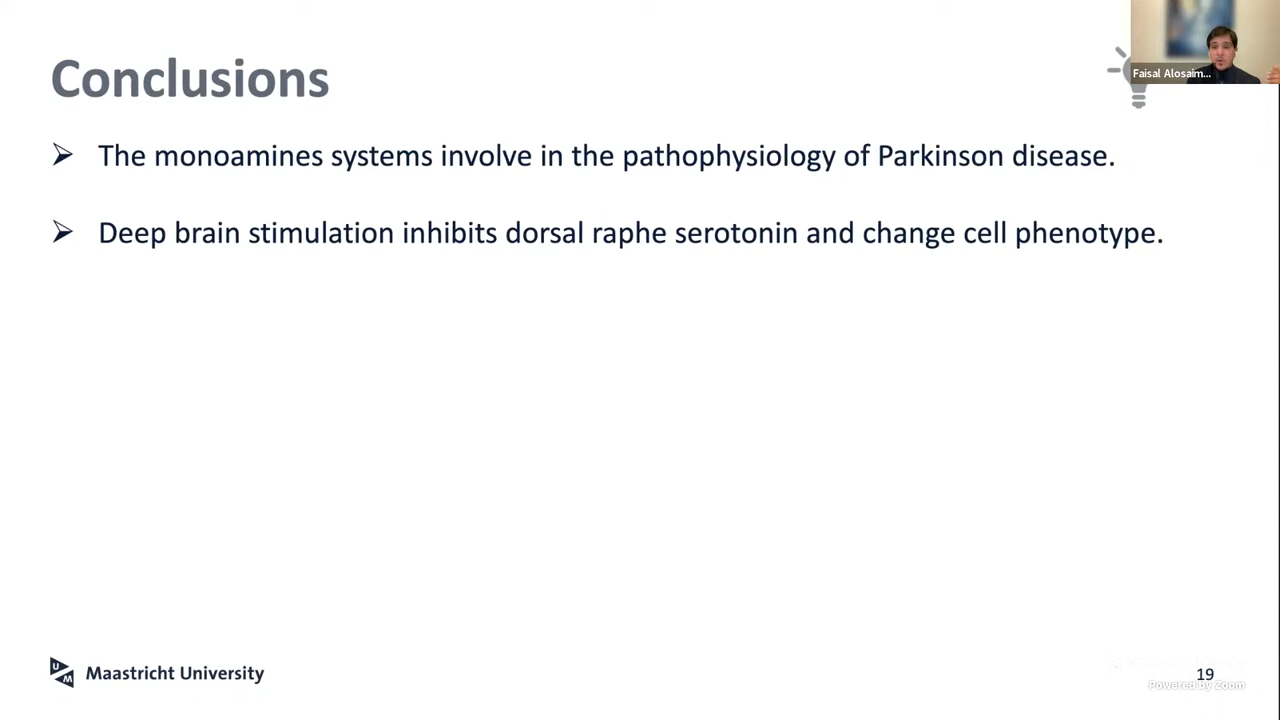 Conclusions
Faisal Alosaim...
➢ The monoamines systems involve in the pathophysiology of Parkinson disease.
➢ Deep brain stimulation inhibits dorsal raphe serotonin and change cell phenotype.
UM Maastricht University
19
Powered by Zoom